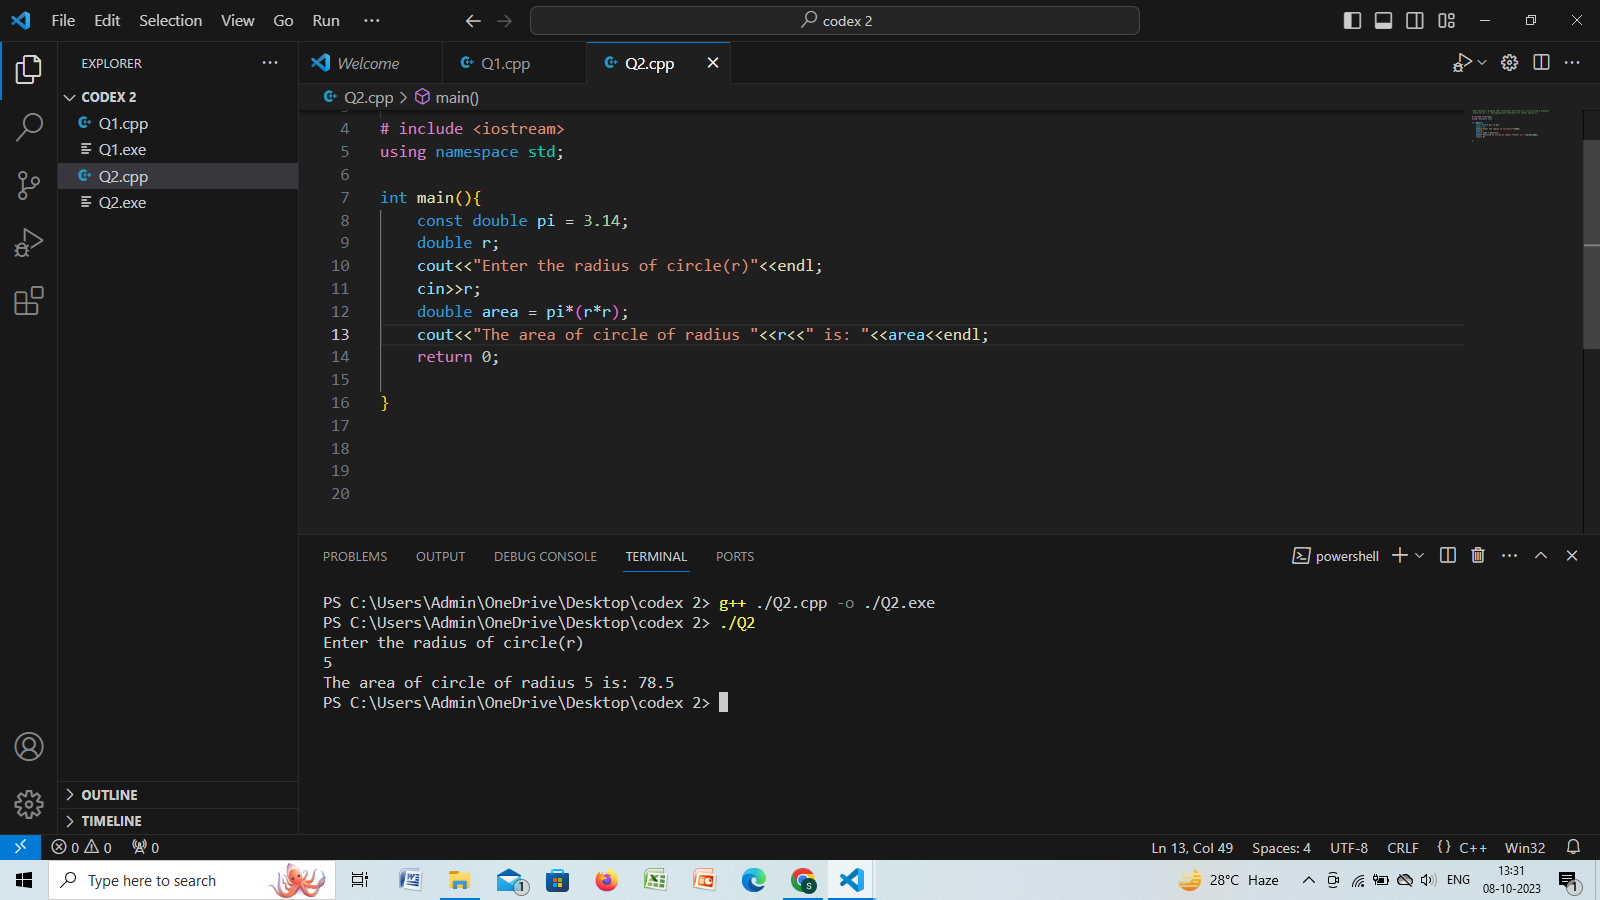 File Edit Selection View Go Run ···
codex 2
EXPLORER ···
CODEX 2
Q1.cpp
Q1.exe
Q2.cpp
Q2.exe
OUTLINE
TIMELINE
Welcome Q1.cpp Q2.cpp
Q2.cpp > main()
4 # include <iostream>
5 using namespace std;
6
7 int main(){
8 const double pi = 3.14;
9 double r;
10 cout<<"Enter the radius of circle(r)"<<endl;
11 cin>>r;
12 double area = pi*(r*r);
13 cout<<"The area of circle of radius "<<r<<" is: "<<area<<endl;
14 return 0;
15
16 }
17
18
19
20
PROBLEMS OUTPUT DEBUG CONSOLE TERMINAL PORTS
powershell
PS C:\Users\Admin\OneDrive\Desktop\codex 2> g++ ./Q2.cpp -o ./Q2.exe
PS C:\Users\Admin\OneDrive\Desktop\codex 2> ./Q2
Enter the radius of circle(r)
5
The area of circle of radius 5 is: 78.5
PS C:\Users\Admin\OneDrive\Desktop\codex 2>
0 0 0
Ln 13, Col 49 Spaces: 4 UTF-8 CRLF {} C++ Win32
Type here to search
1
S
28°C Haze
ENG
13:31
08-10-2023
1